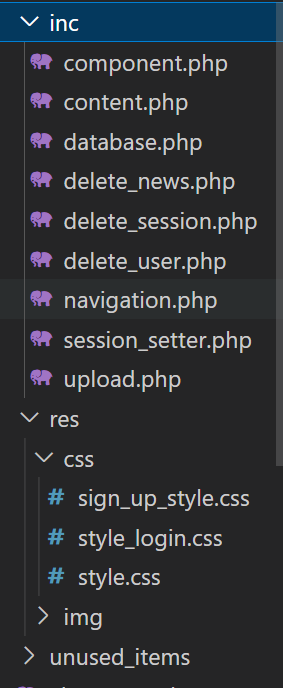 inc
component.php
content.php
database.php
delete_news.php
delete_session.php
delete_user.php
navigation.php
session_setter.php
upload.php
res
css
# sign_up_style.css
# style_login.css
# style.css
img
unused_items